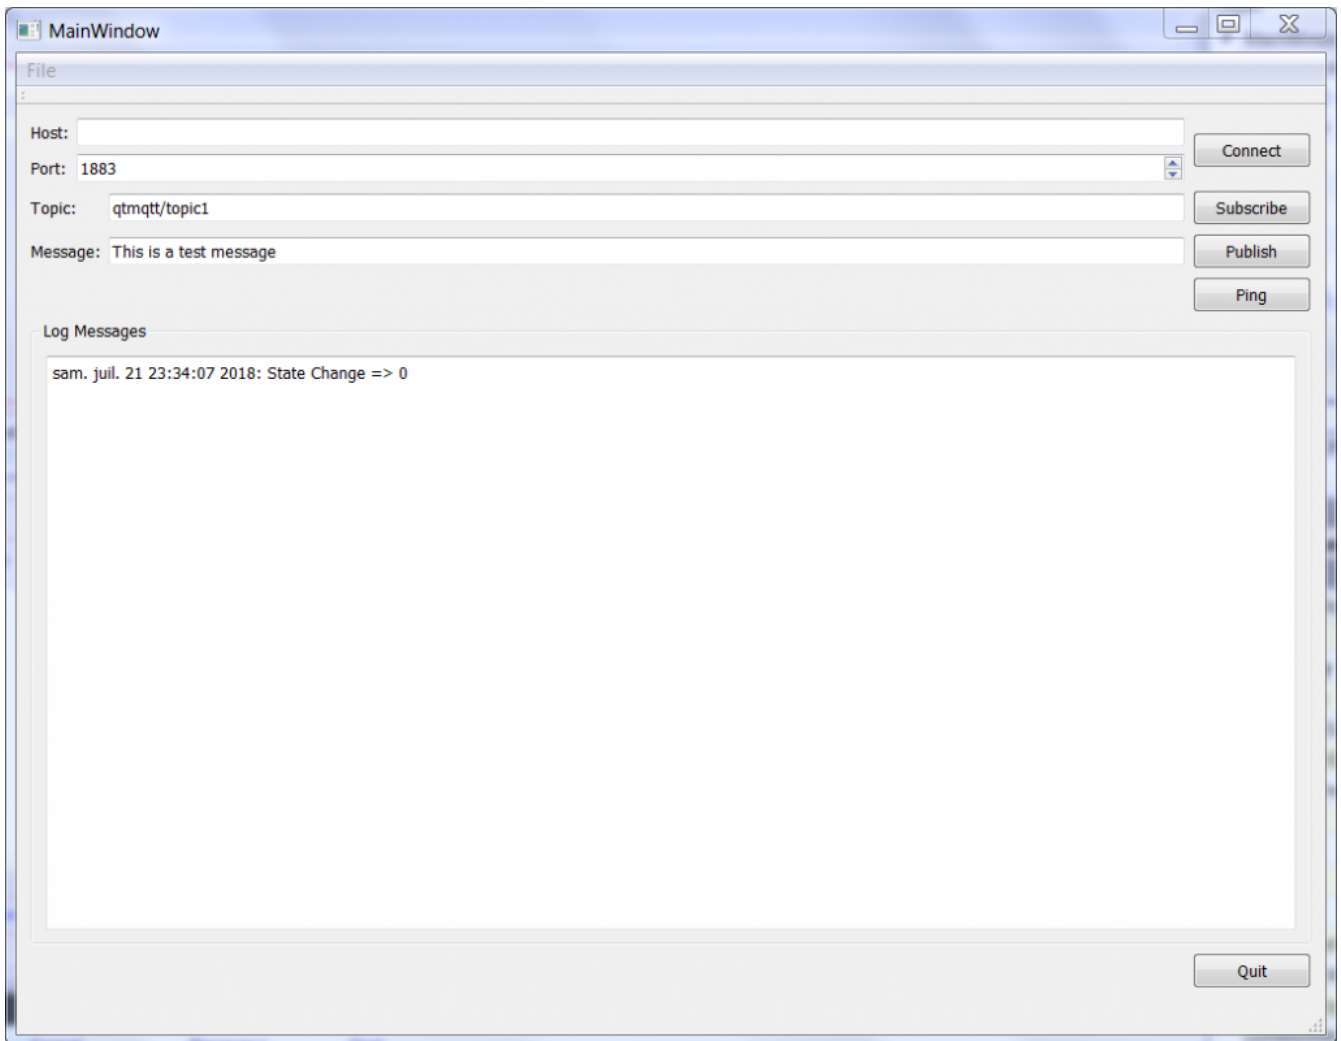 MainWindow
File
Host:
Connect
Port: 1883
Topic: qtmqtt/topic1 Subscribe
Message: This is a test message Publish
Ping
Log Messages
sam. juil. 21 23:34:07 2018: State Change => 0
Quit